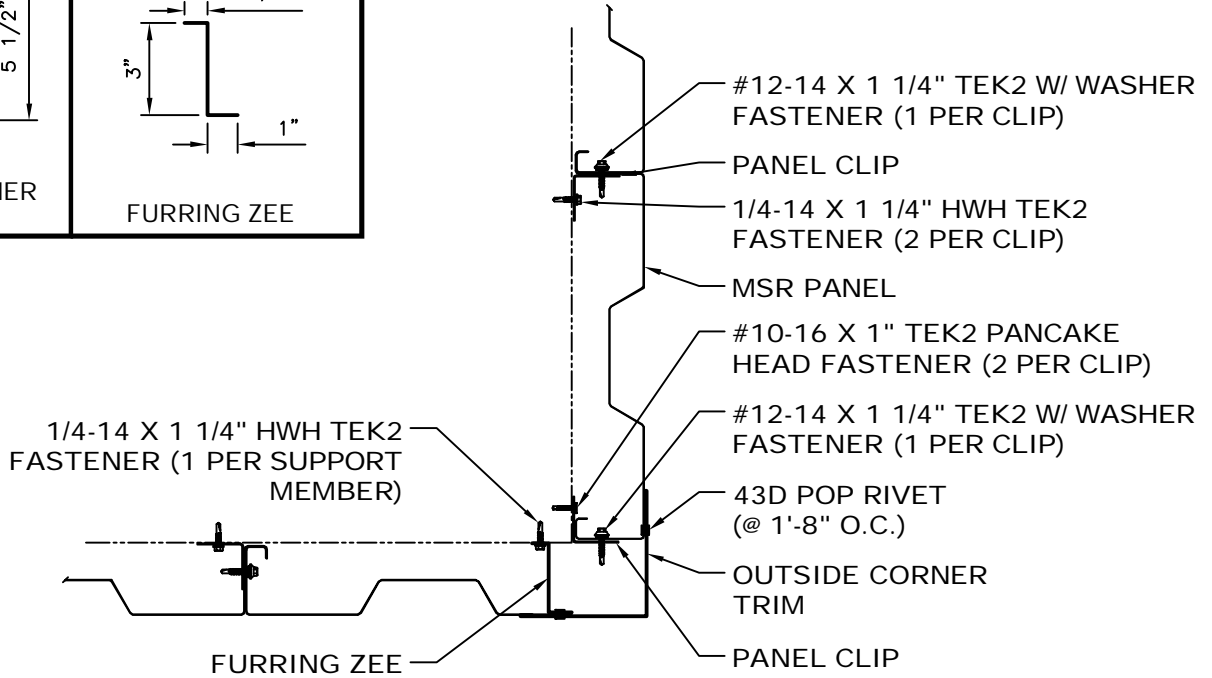 5 1/2"
3"
1"
FURRING ZEE
#12-14 X 1 1/4" TEK2 W/ WASHER
FASTENER (1 PER CLIP)
PANEL CLIP
1/4-14 X 1 1/4" HWH TEK2
FASTENER (2 PER CLIP)
MSR PANEL
#10-16 X 1" TEK2 PANCAKE
HEAD FASTENER (2 PER CLIP)
#12-14 X 1 1/4" TEK2 W/ WASHER
FASTENER (1 PER CLIP)
1/4-14 X 1 1/4" HWH TEK2
FASTENER (1 PER SUPPORT
MEMBER)
43D POP RIVET
(@ 1'-8" O.C.)
OUTSIDE CORNER
TRIM
FURRING ZEE
PANEL CLIP